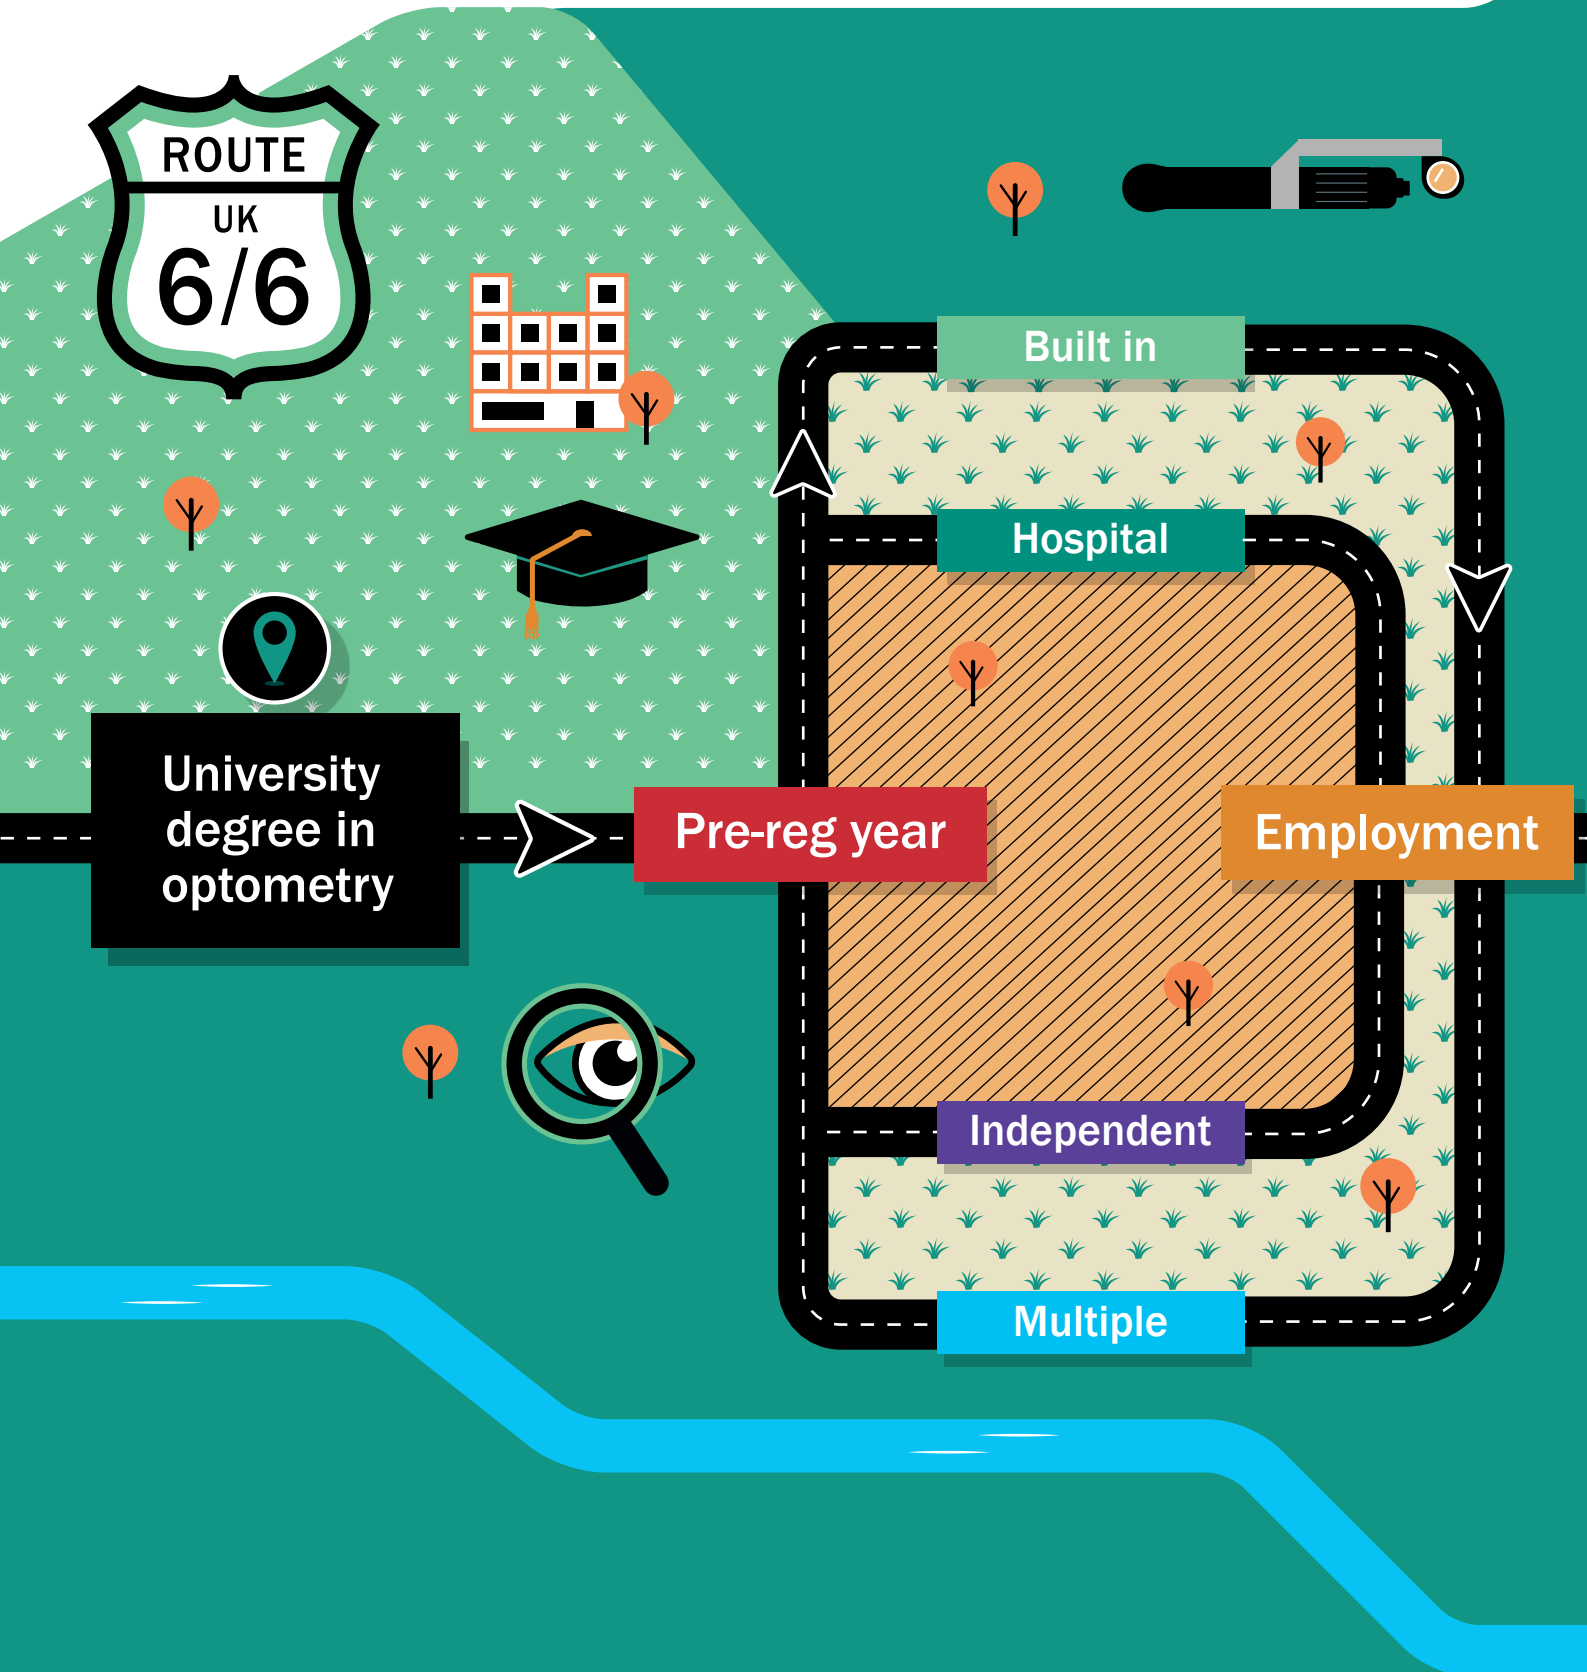 ROUTE
UK
6/6
Built in
Hospital
University
degree in
optometry
Pre-reg year
Employment
Independent
Multiple